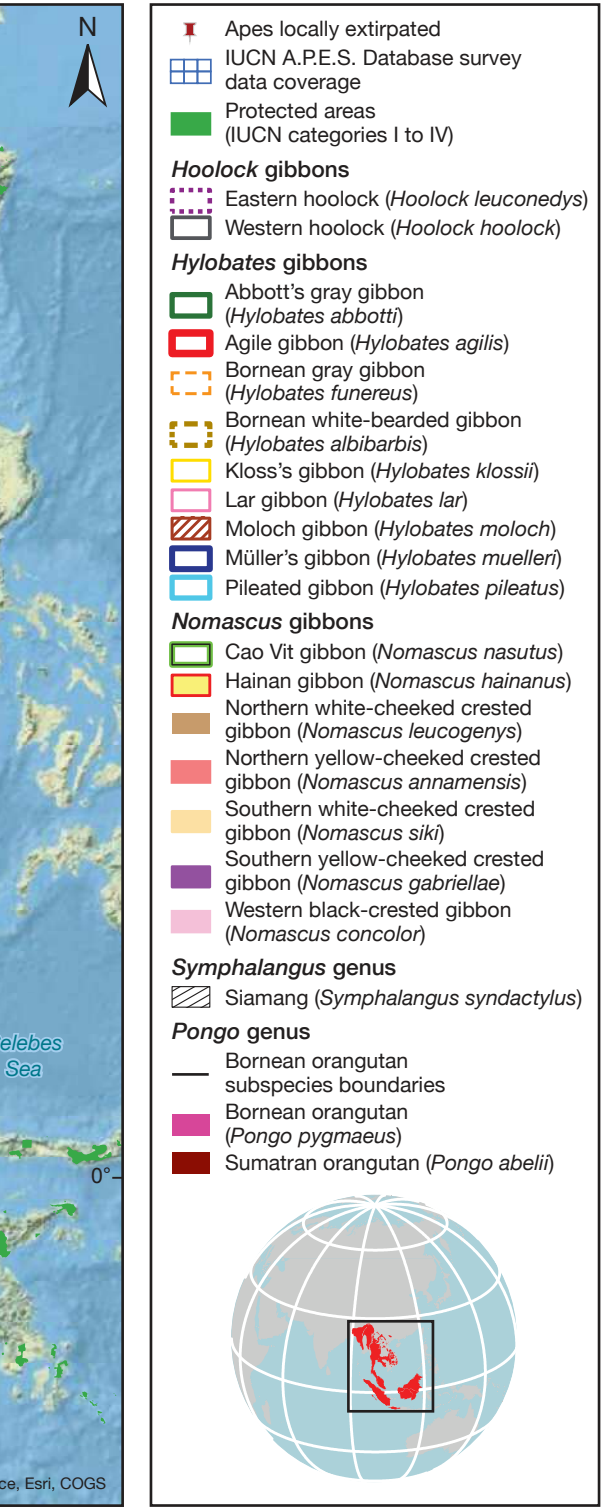 N
Apes locally extirpated
IUCN A.P.E.S. Database survey
data coverage
Protected areas
(IUCN categories I to IV)
Hoolock gibbons
Eastern hoolock (Hoolock leuconedys)
Western hoolock (Hoolock hoolock)
Hylobates gibbons
Abbott's gray gibbon
(Hylobates abbotti)
Agile gibbon (Hylobates agilis)
Bornean gray gibbon
(Hylobates funereus)
Bornean white-bearded gibbon
(Hylobates albibarbis)
Kloss's gibbon (Hylobates klossii)
Lar gibbon (Hylobates lar)
Moloch gibbon (Hylobates moloch)
Müller's gibbon (Hylobates muelleri)
Pileated gibbon (Hylobates pileatus)
Nomascus gibbons
Cao Vit gibbon (Nomascus nasutus)
Hainan gibbon (Nomascus hainanus)
Northern white-cheeked crested
gibbon (Nomascus leucogenys)
Northern yellow-cheeked crested
gibbon (Nomascus annamensis)
Southern white-cheeked crested
gibbon (Nomascus siki)
Southern yellow-cheeked crested
gibbon (Nomascus gabriellae)
Western black-crested gibbon
(Nomascus concolor)
Symphalangus genus
Siamang (Symphalangus syndactylus)
Pongo genus
Bornean orangutan
subspecies boundaries
Bornean orangutan
(Pongo pygmaeus)
Sumatran orangutan (Pongo abelii)
elebes
Sea
0°
ce, Esri, COGS